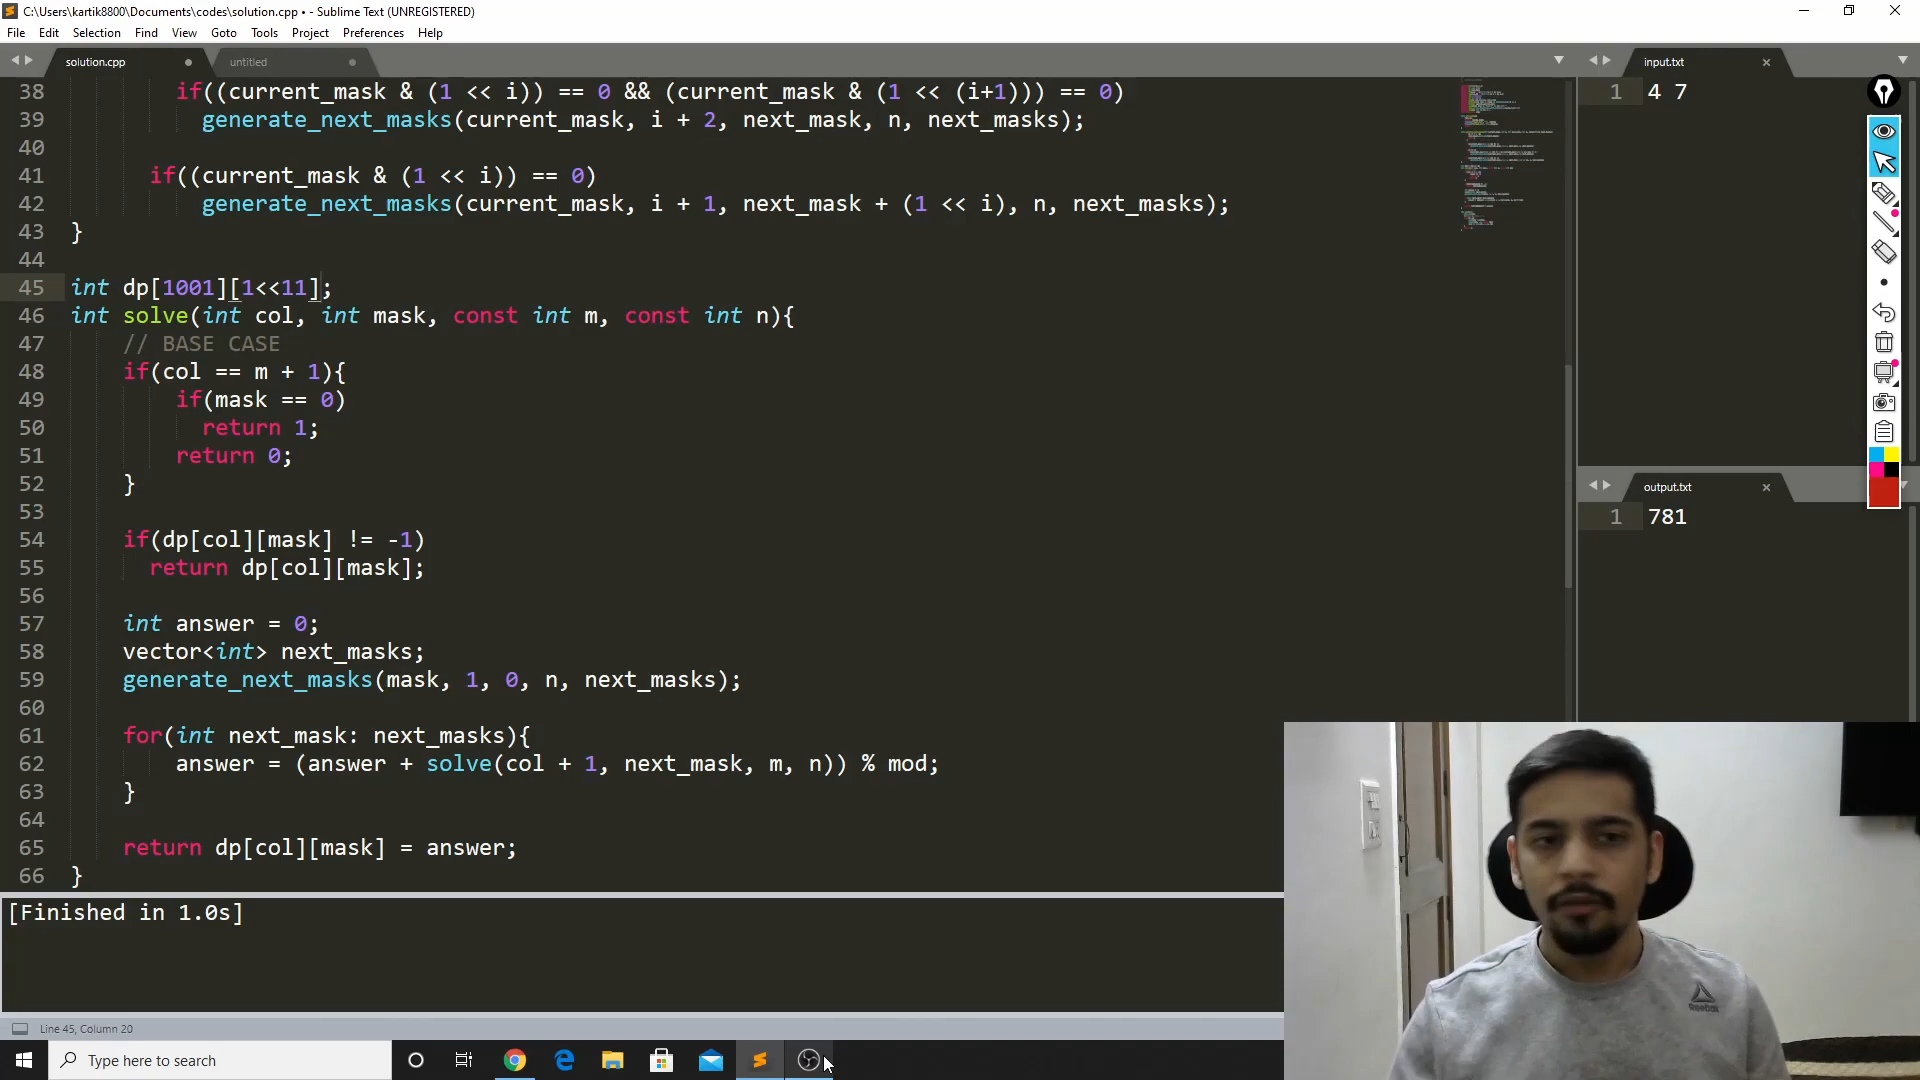 C:\Users\kartik8800\Documents\codes\solution.cpp • - Sublime Text (UNREGISTERED)
File Edit Selection Find View Goto Tools Project Preferences Help
solution.cpp
untitled
38 if((current_mask & (1 << i)) == 0 && (current_mask & (1 << (i+1))) == 0)
39 generate_next_masks(current_mask, i + 2, next_mask, n, next_masks);
40
41 if((current_mask & (1 << i)) == 0)
42 generate_next_masks(current_mask, i + 1, next_mask + (1 << i), n, next_masks);
43 }
44
45 int dp[1001][1<<11];
46 int solve(int col, int mask, const int m, const int n){
47 // BASE CASE
48 if(col == m + 1){
49 if(mask == 0)
50 return 1;
51 return 0;
52 }
53
54 if(dp[col][mask] != -1)
55 return dp[col][mask];
56
57 int answer = 0;
58 vector<int> next_masks;
59 generate_next_masks(mask, 1, 0, n, next_masks);
60
61 for(int next_mask: next_masks){
62 answer = (answer + solve(col + 1, next_mask, m, n)) % mod;
63 }
64
65 return dp[col][mask] = answer;
66 }
[Finished in 1.0s]
Line 45, Column 20
Type here to search
input.txt
1 4 7
output.txt
1 781
Reebok